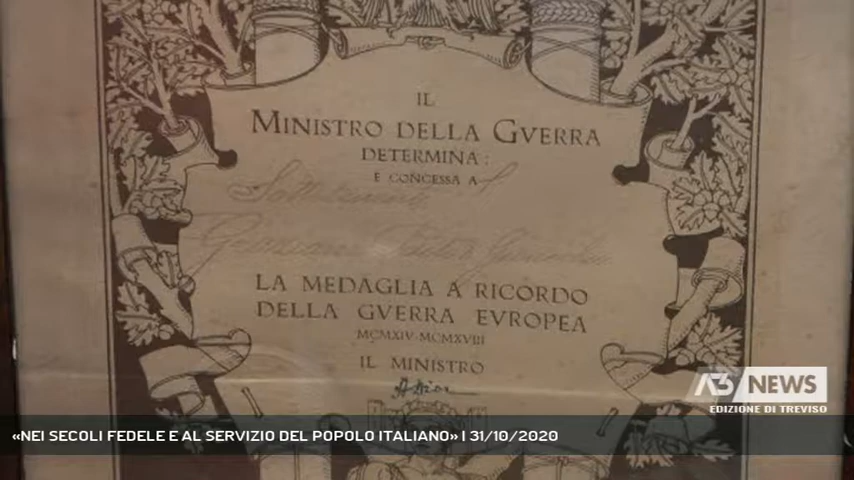 IL
MINISTRO DELLA GVERRA
DETERMINA:
E CONCESSA A
LA MEDAGLIA A RICORDO
DELLA GVERRA EVROPEA
MCMXIV-MCMXVIII
IL MINISTRO
A3 NEWS
EDIZIONE DI TREVISO
«NEI SECOLI FEDELE E AL SERVIZIO DEL POPOLO ITALIANO» | 31/10/2020